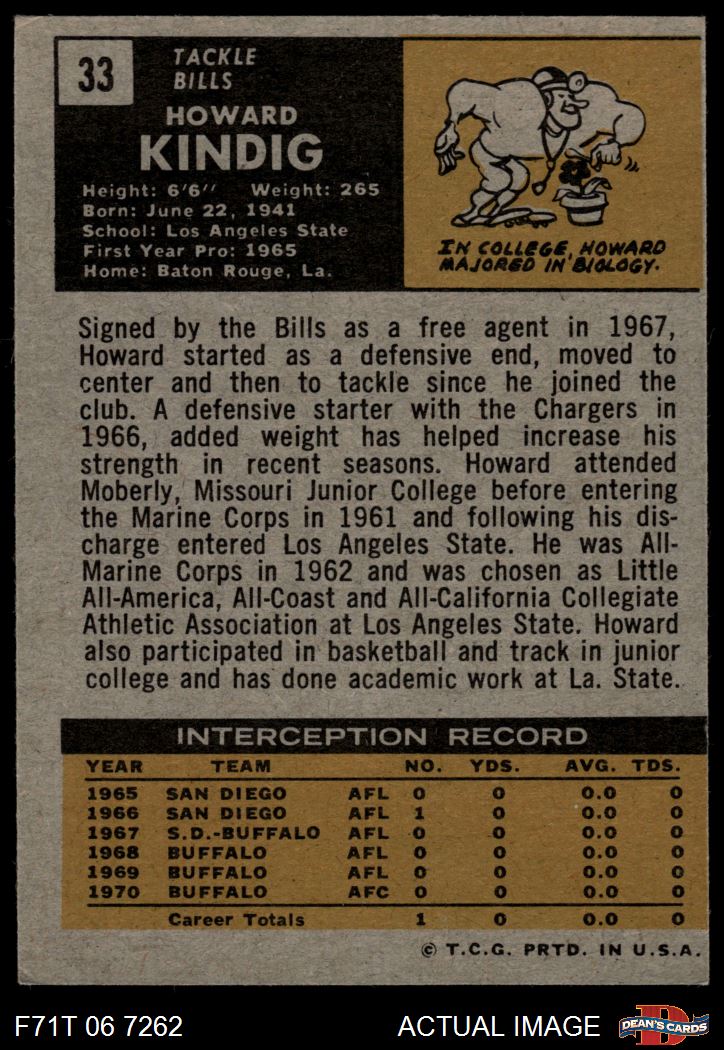 33
TACKLE
BILLS
HOWARD
KINDIG
Height: 6'6" Weight: 265
Born: June 22, 1941
School: Los Angeles State
First Year Pro: 1965
Home: Baton Rouge, La.
IN COLLEGE, HOWARD
MAJORED IN BIOLOGY.
Signed by the Bills as a free agent in 1967,
Howard started as a defensive end, moved to
center and then to tackle since he joined the
club. A defensive starter with the Chargers in
1966, added weight has helped increase his
strength in recent seasons. Howard attended
Moberly, Missouri Junior College before entering
the Marine Corps in 1961 and following his dis-
charge entered Los Angeles State. He was All-
Marine Corps in 1962 and was chosen as Little
All-America, All-Coast and All-California Collegiate
Athletic Association at Los Angeles State. Howard
also participated in basketball and track in junior
college and has done academic work at La. State.
INTERCEPTION RECORD
YEAR TEAM NO. YDS. AVG. TDS.
1965 SAN DIEGO AFL 0 0 0.0 0
1966 SAN DIEGO AFL 1 0 0.0 0
1967 S.D.-BUFFALO AFL 0 0 0.0 0
1968 BUFFALO AFL 0 0 0.0 0
1969 BUFFALO AFL 0 0 0.0 0
1970 BUFFALO AFC 0 0 0.0 0
Career Totals 1 0 0.0 0
© T.C.G. PRTD. IN U.S.A.
F71T 06 7262 ACTUAL IMAGE D DEAN'S CARDS